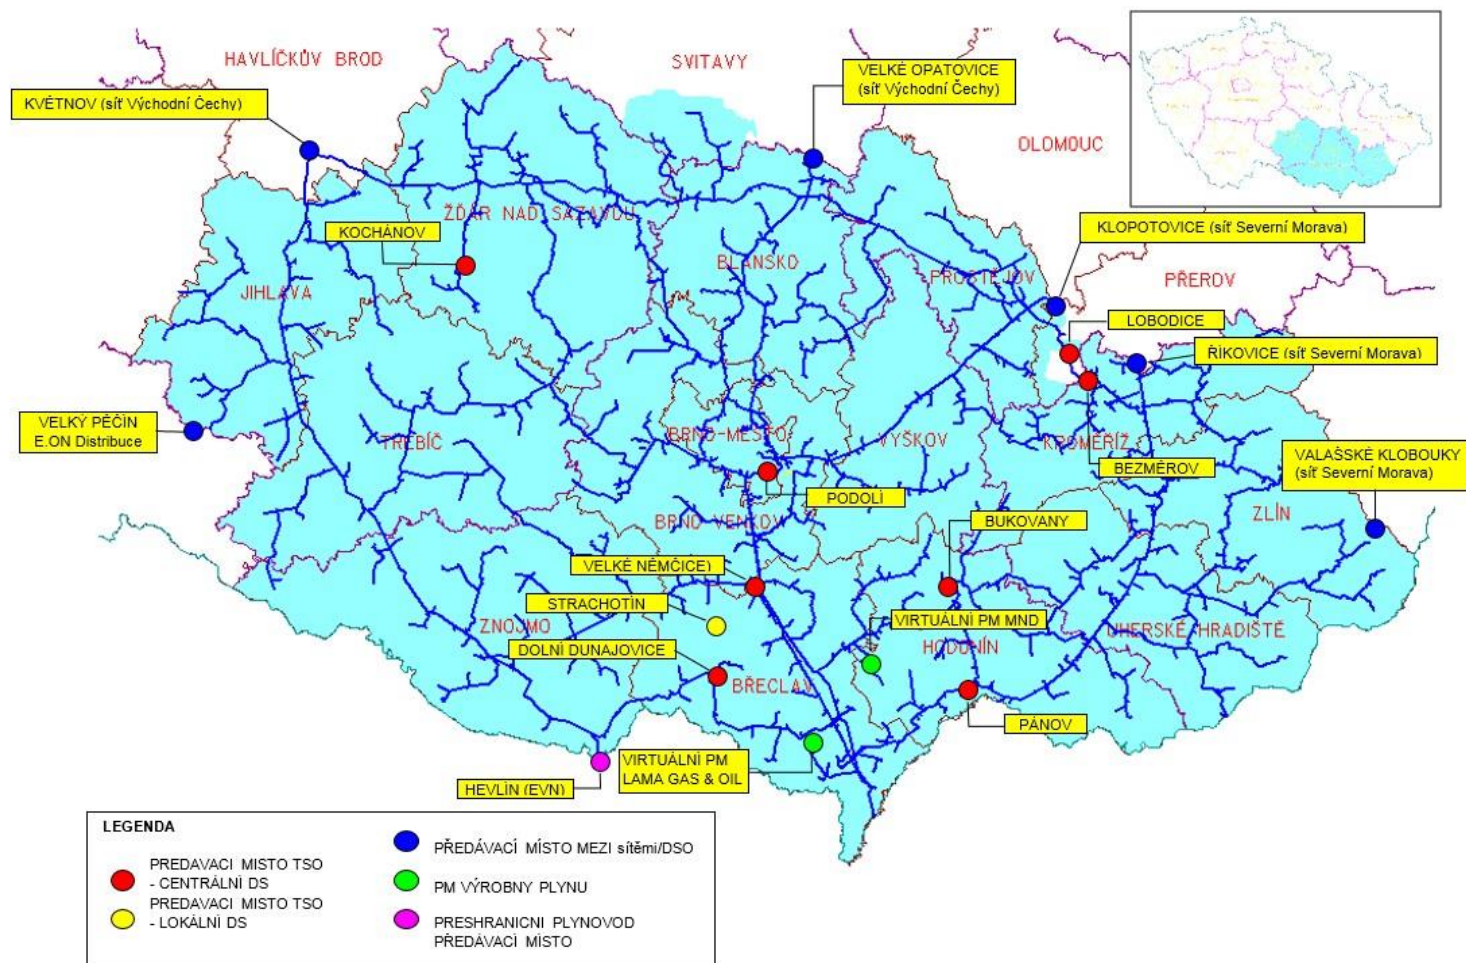 HAVLÍČKŮV BROD
SVITAVY
VELKÉ OPATOVICE
(síť Východní Čechy)
KVĚTNOV (síť Východní Čechy)
OLOMOUC
KLOPOTOVICE (síť Severní Morava)
ŽĎÁR NAD SÁZAVOU
KOCHÁNOV
BLANSKO
PROSTĚJOV
PŘEROV
JIHLAVA
LOBODICE
ŘÍKOVICE (síť Severní Morava)
VELKÝ PĚČÍN
E.ON Distribuce
TŘEBÍČ
BRNO-MĚSTO
VYŠKOV
KROMĚŘÍŽ
VALAŠSKÉ KLOBOUKY
(síť Severní Morava)
BEZMĚROV
PODOLÍ
BRNO VENKOV
BUKOVANY
ZLÍN
VELKÉ NĚMČICE)
STRACHOTÍN
ZNOJMO
VIRTUÁLNÍ PM MND
UHERSKÉ HRADIŠTĚ
DOLNÍ DUNAJOVICE
HODONÍN
BŘECLAV
PÁNOV
VIRTUÁLNÍ PM
LAMA GAS & OIL
HEVLÍN (EVN)
LEGENDA
PREDAVACI MISTO TSO
- CENTRÁLNÍ DS
PREDAVACI MISTO TSO
- LOKÁLNÍ DS
PŘEDÁVACÍ MÍSTO MEZI sítěmi/DSO
PM VÝROBNY PLYNU
PRESHRANICNI PLYNOVOD
PŘEDÁVACÍ MÍSTO